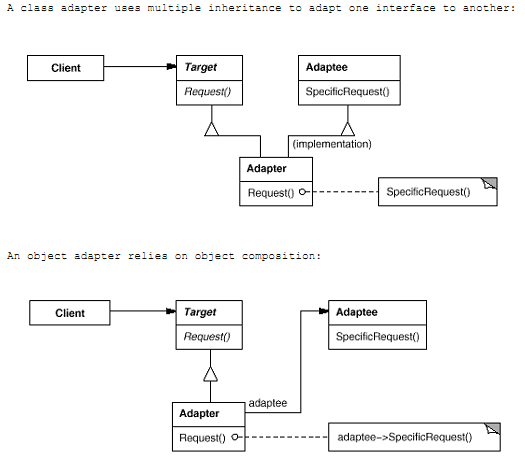 A class adapter uses multiple inheritance to adapt one interface to another:
Client
Target
Adaptee
Request()
SpecificRequest()
(implementation)
Adapter
Request()
SpecificRequest()
An object adapter relies on object composition:
Client
Target
Adaptee
Request()
SpecificRequest()
adaptee
Adapter
Request()
adaptee->SpecificRequest()